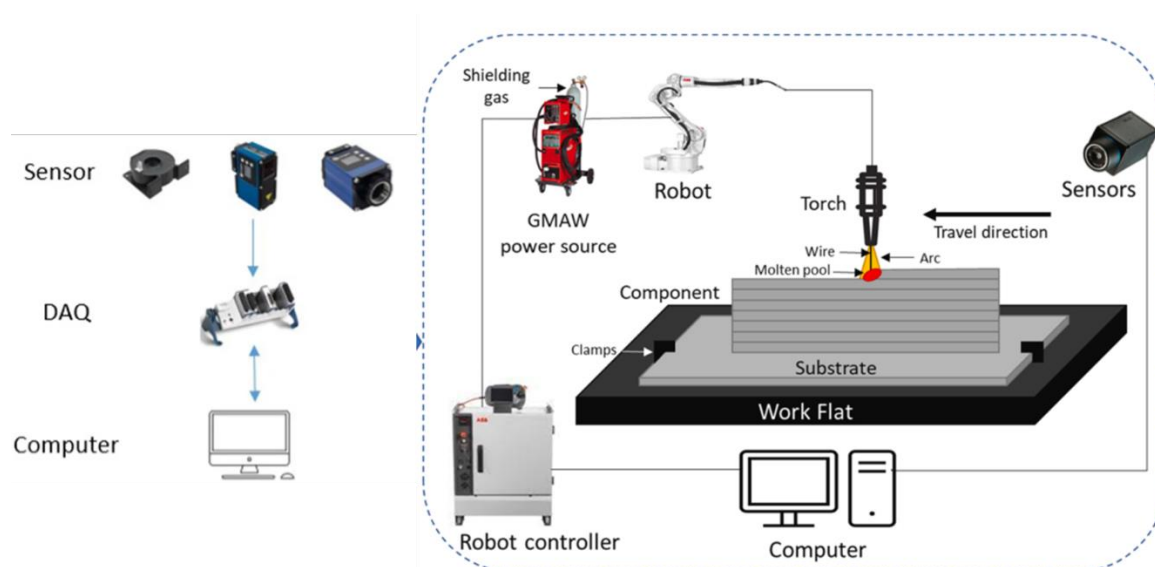 Sensor
DAQ
Computer
Shielding
gas
GMAW
power source
Robot
Torch
Sensors
Travel direction
Wire
Arc
Molten pool
Component
Clamps
Substrate
Work Flat
ABB
Robot controller
Computer